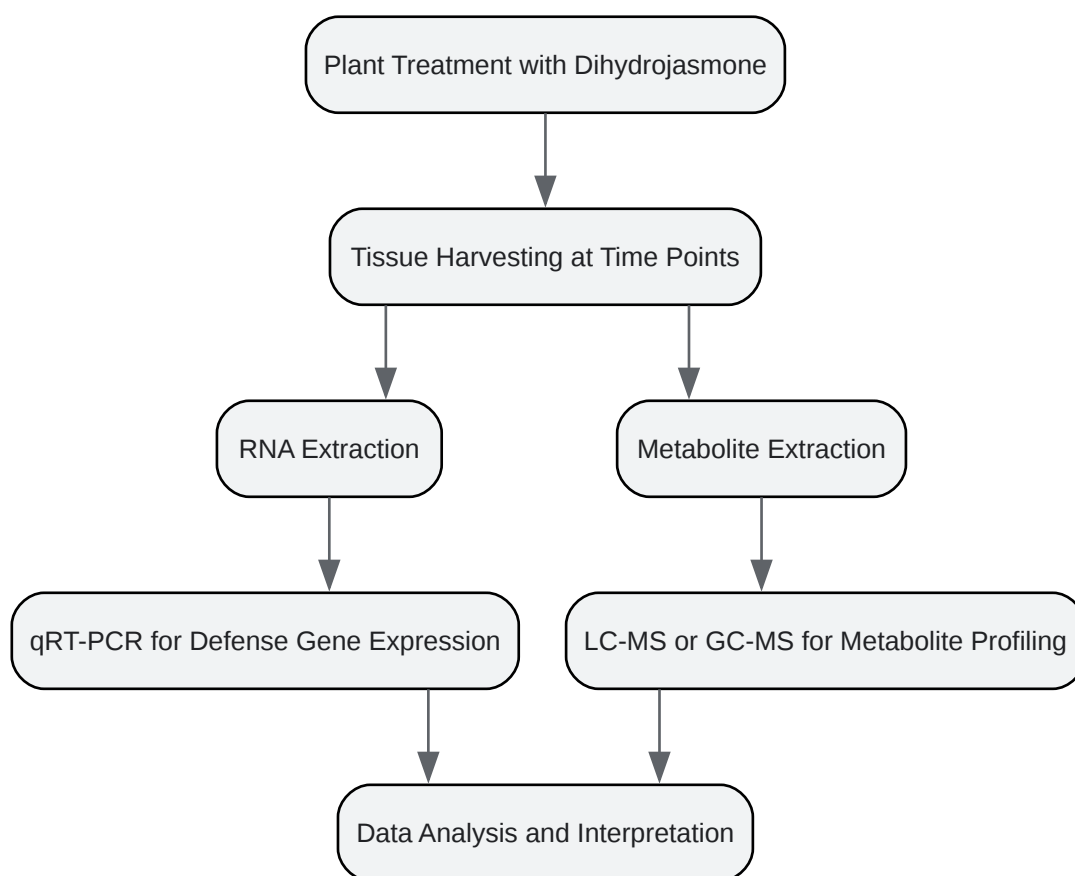 Plant Treatment with Dihydrojasmone
Tissue Harvesting at Time Points
RNA Extraction
Metabolite Extraction
qRT-PCR for Defense Gene Expression
LC-MS or GC-MS for Metabolite Profiling
Data Analysis and Interpretation